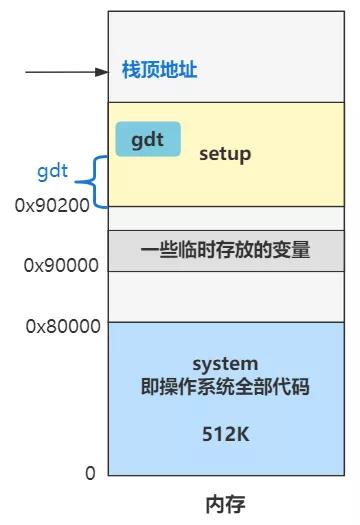 栈顶地址
gdt
setup
gdt
0x90200
一些临时存放的变量
0x90000
0x80000
system
即操作系统全部代码
512K
0
内存